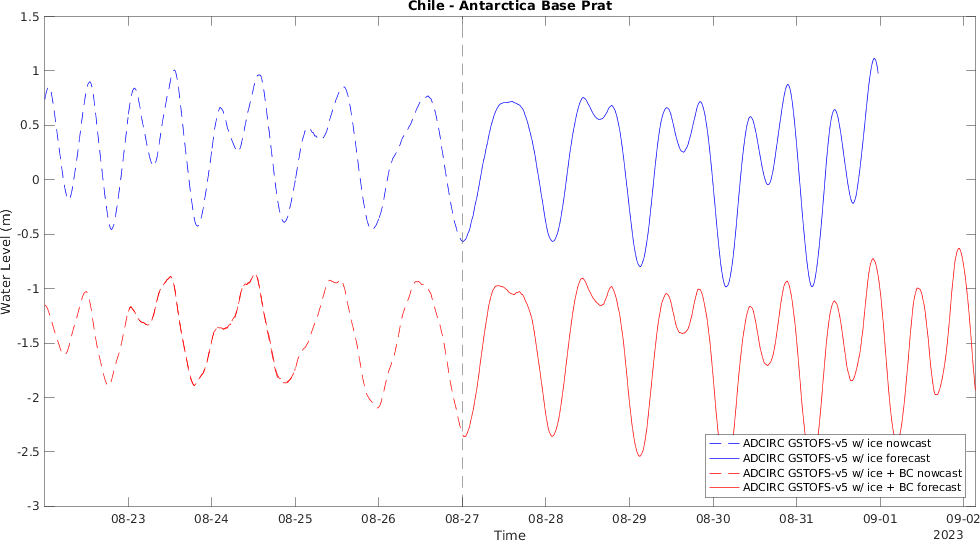 Chile - Antarctica Base Prat
1.5
1
0.5
0
-0.5
-1
-1.5
-2
-2.5
-3
Water Level (m)
ADCIRC GSTOFS-v5 w/ ice nowcast
ADCIRC GSTOFS-v5 w/ ice forecast
ADCIRC GSTOFS-v5 w/ ice + BC nowcast
ADCIRC GSTOFS-v5 w/ ice + BC forecast
08-23 08-24 08-25 08-26 08-27 08-28 08-29 08-30 08-31 09-01 09-02
Time
2023